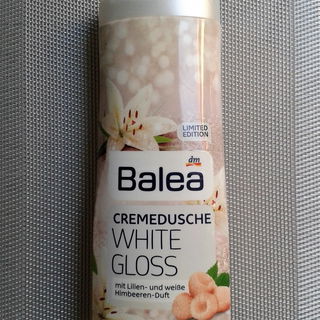 LIMITED
EDITION
dm
Balea
CREMEDUSCHE
WHITE
GLOSS
mit Lilien- und weiße
Himbeeren-Duft